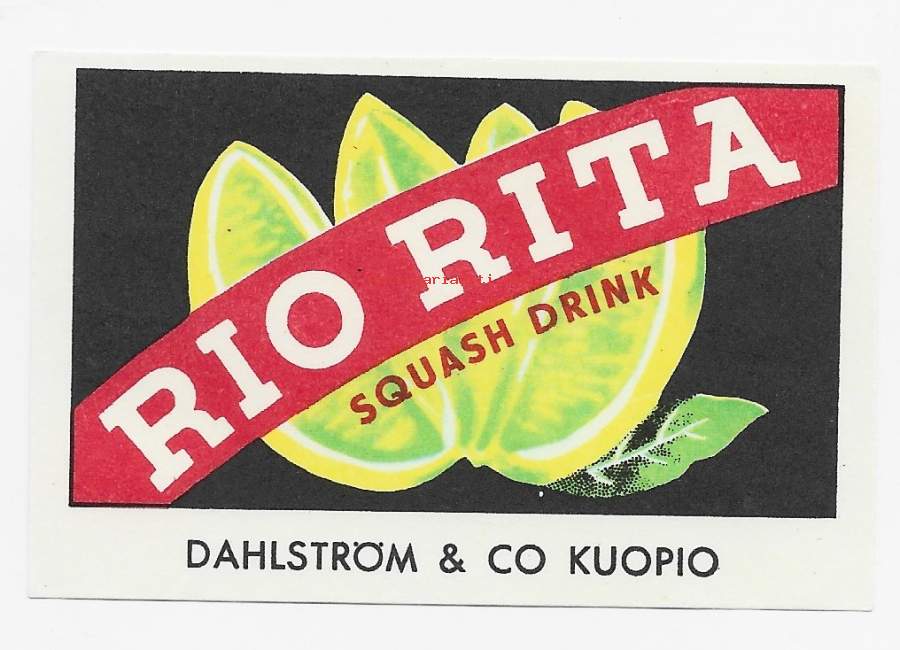 RIO RITA
SQUASH DRINK
DAHLSTRÖM & CO KUOPIO